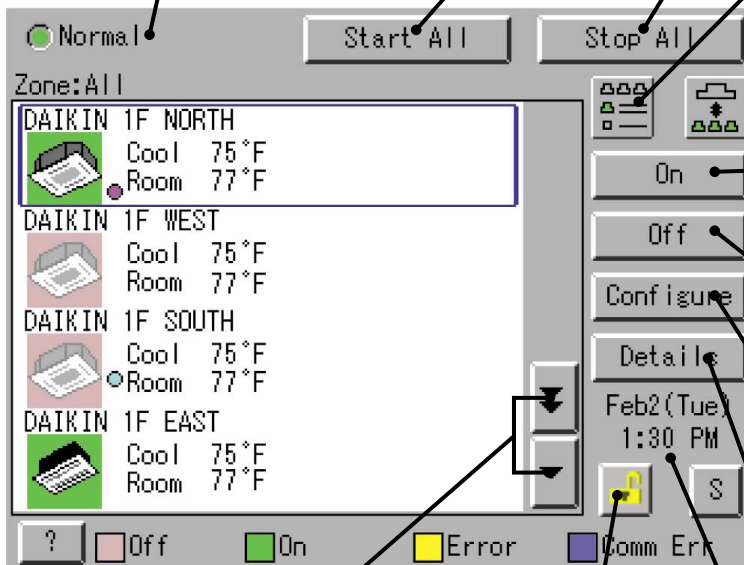 Normal
Start All
Stop All
Zone:All
DAIKIN 1F NORTH
Cool 75°F
Room 77°F
DAIKIN 1F WEST
Cool 75°F
Room 77°F
DAIKIN 1F SOUTH
Cool 75°F
Room 77°F
DAIKIN 1F EAST
Cool 75°F
Room 77°F
On
Off
Configure
Details
Feb2(Tue)
1:30 PM
S
?
Off
On
Error
Comm Err